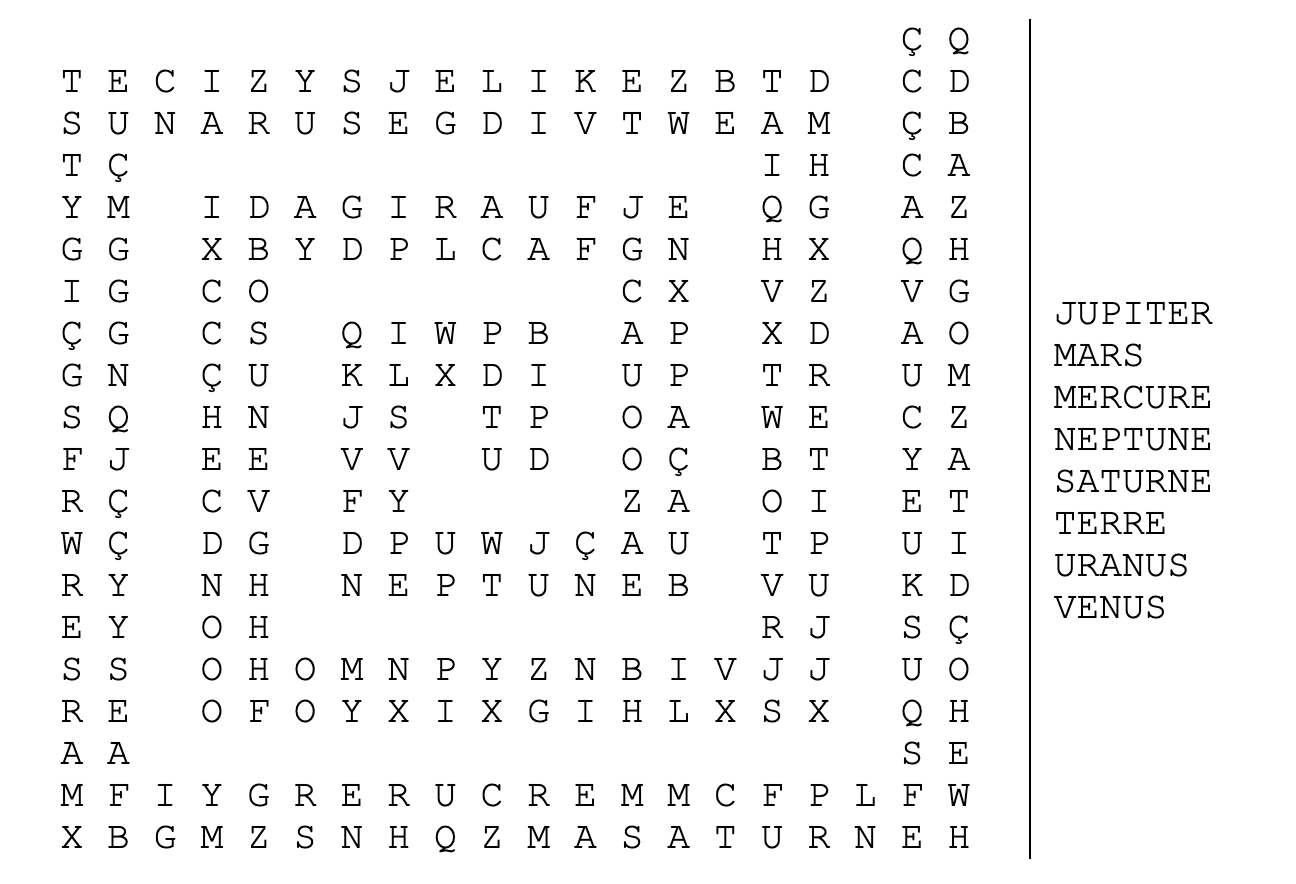 Ç Q
T E C I Z Y S J E L I K E Z B T D C D
S U N A R U S E G D I V T W E A M Ç B
T Ç I H C A
Y M I D A G I R A U F J E Q G A Z
G G X B Y D P L C A F G N H X Q H
I G C O C X V Z V G
Ç G C S Q I W P B A P X D A O
G N Ç U K L X D I U P T R U M
S Q H N J S T P O A W E C Z
F J E E V V U D O Ç B T Y A
R Ç C V F Y Z A O I E T
W Ç D G D P U W J Ç A U T P U I
R Y N H N E P T U N E B V U K D
E Y O H R J S Ç
S S O H O M N P Y Z N B I V J J U O
R E O F O Y X I X G I H L X S X Q H
A A S E
M F I Y G R E R U C R E M M C F P L F W
X B G M Z S N H Q Z M A S A T U R N E H
JUPITER
MARS
MERCURE
NEPTUNE
SATURNE
TERRE
URANUS
VENUS